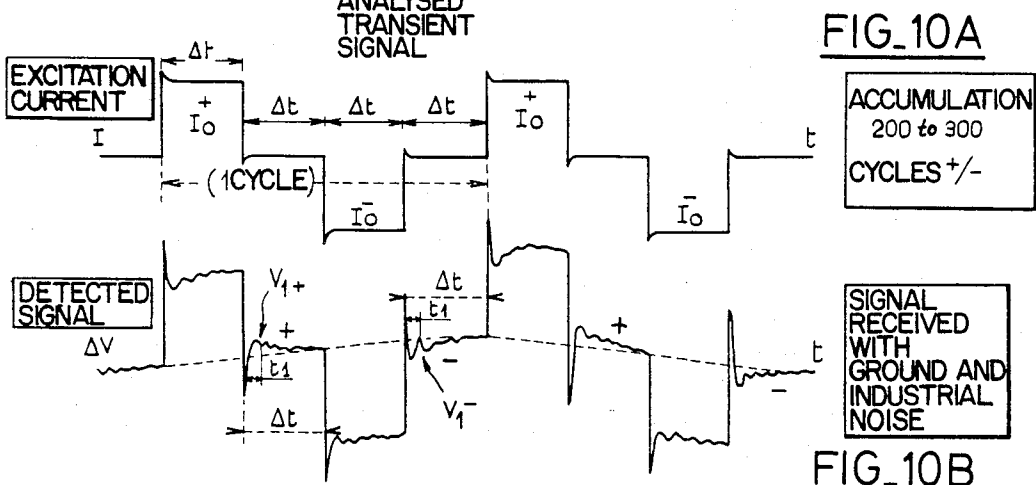 ANALYSED
TRANSIENT
SIGNAL
FIG_10A
EXCITATION
CURRENT
Δt
I
I0+
Δt
Δt
Δt
I0+
t
(1CYCLE)
I0-
I0-
ACCUMULATION
200 to 300
CYCLES +/-
DETECTED
SIGNAL
ΔV
V1+
+
t1
Δt
Δt
t1
-
V1-
+
t
-
SIGNAL
RECEIVED
WITH
GROUND AND
INDUSTRIAL
NOISE
FIG_10B